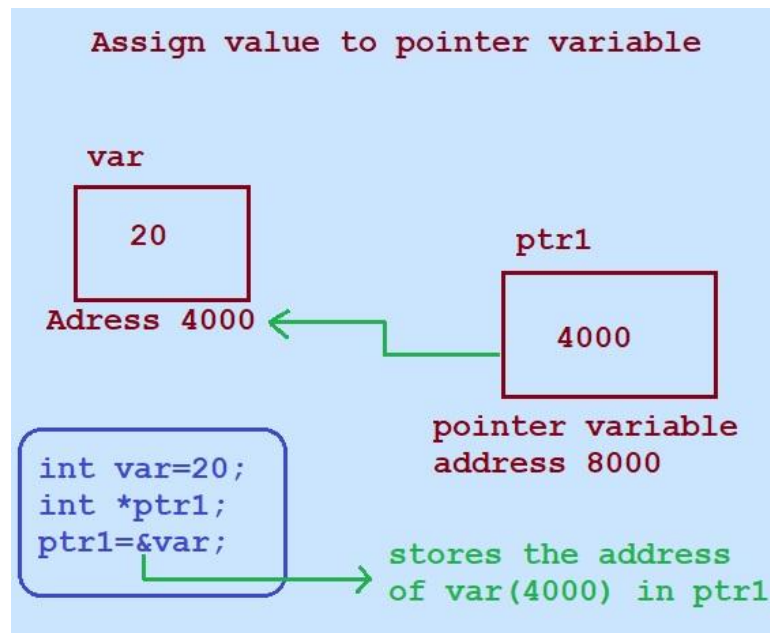 Assign value to pointer variable
var
20
Adress 4000
ptr1
4000
pointer variable
address 8000
int var=20;
int *ptr1;
ptr1=&var;
stores the address
of var(4000) in ptr1